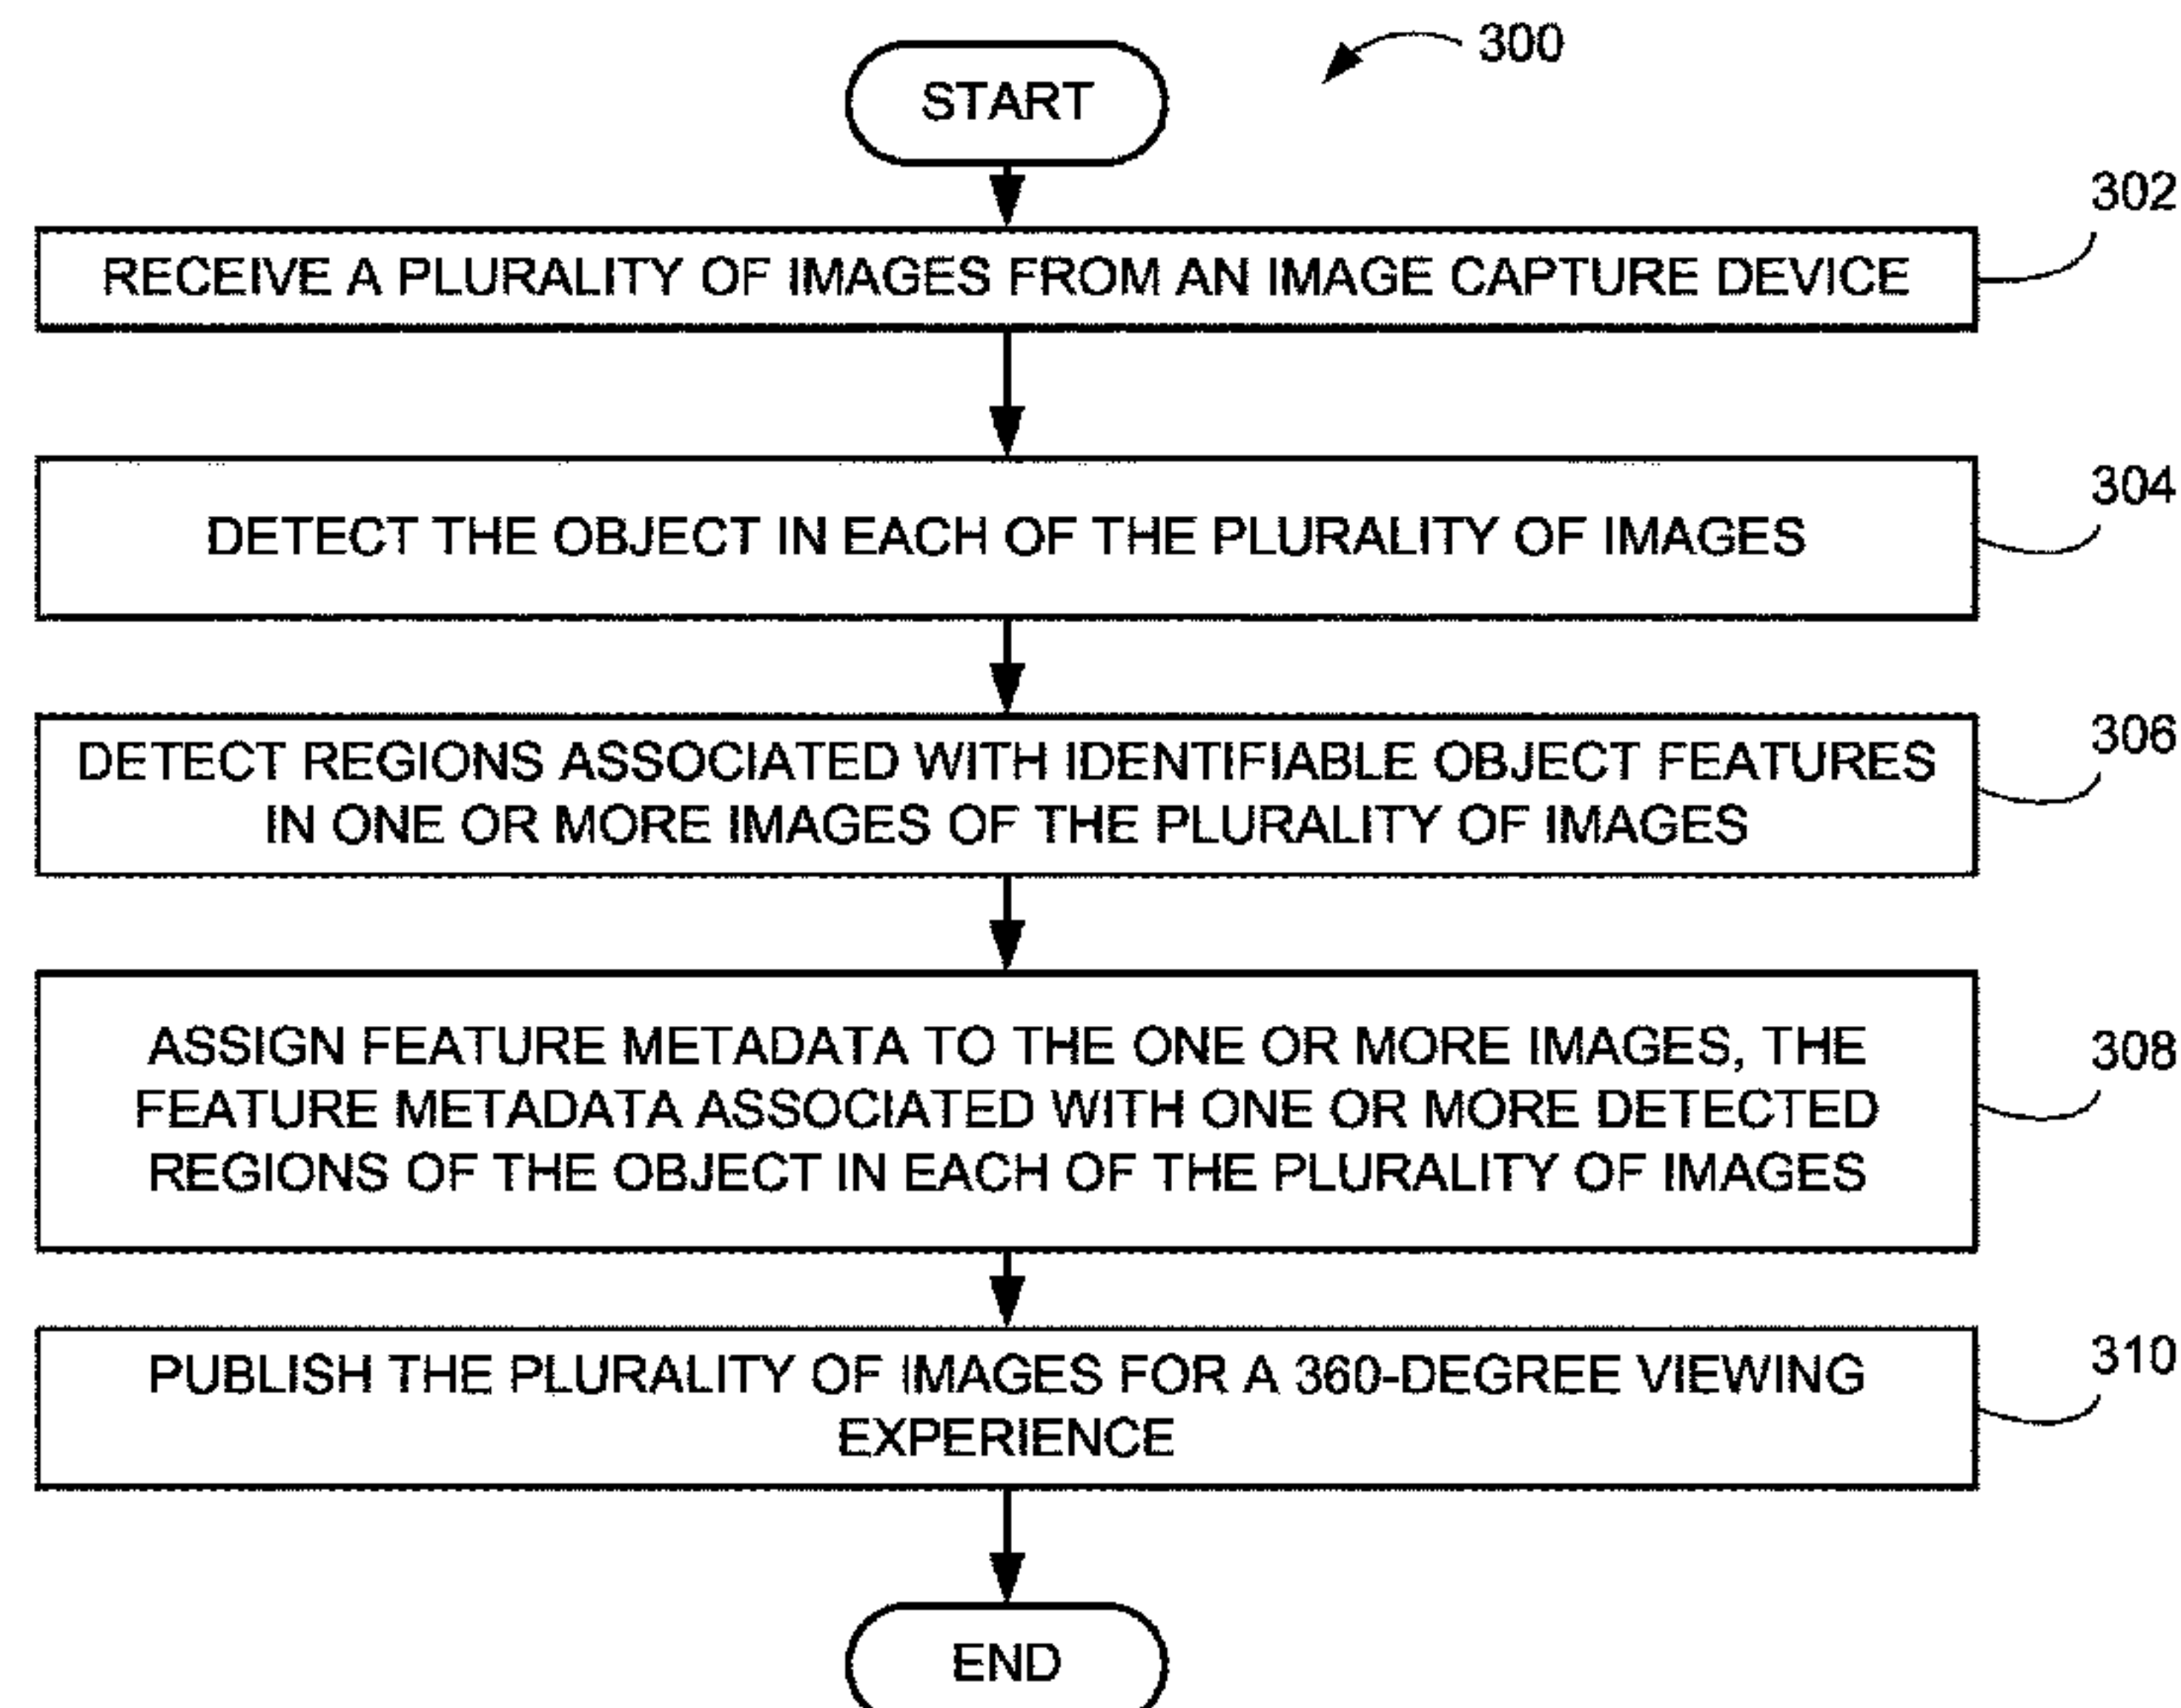 START
300
302
RECEIVE A PLURALITY OF IMAGES FROM AN IMAGE CAPTURE DEVICE
304
DETECT THE OBJECT IN EACH OF THE PLURALITY OF IMAGES
306
DETECT REGIONS ASSOCIATED WITH IDENTIFIABLE OBJECT FEATURES
IN ONE OR MORE IMAGES OF THE PLURALITY OF IMAGES
308
ASSIGN FEATURE METADATA TO THE ONE OR MORE IMAGES, THE
FEATURE METADATA ASSOCIATED WITH ONE OR MORE DETECTED
REGIONS OF THE OBJECT IN EACH OF THE PLURALITY OF IMAGES
310
PUBLISH THE PLURALITY OF IMAGES FOR A 360-DEGREE VIEWING
EXPERIENCE
END